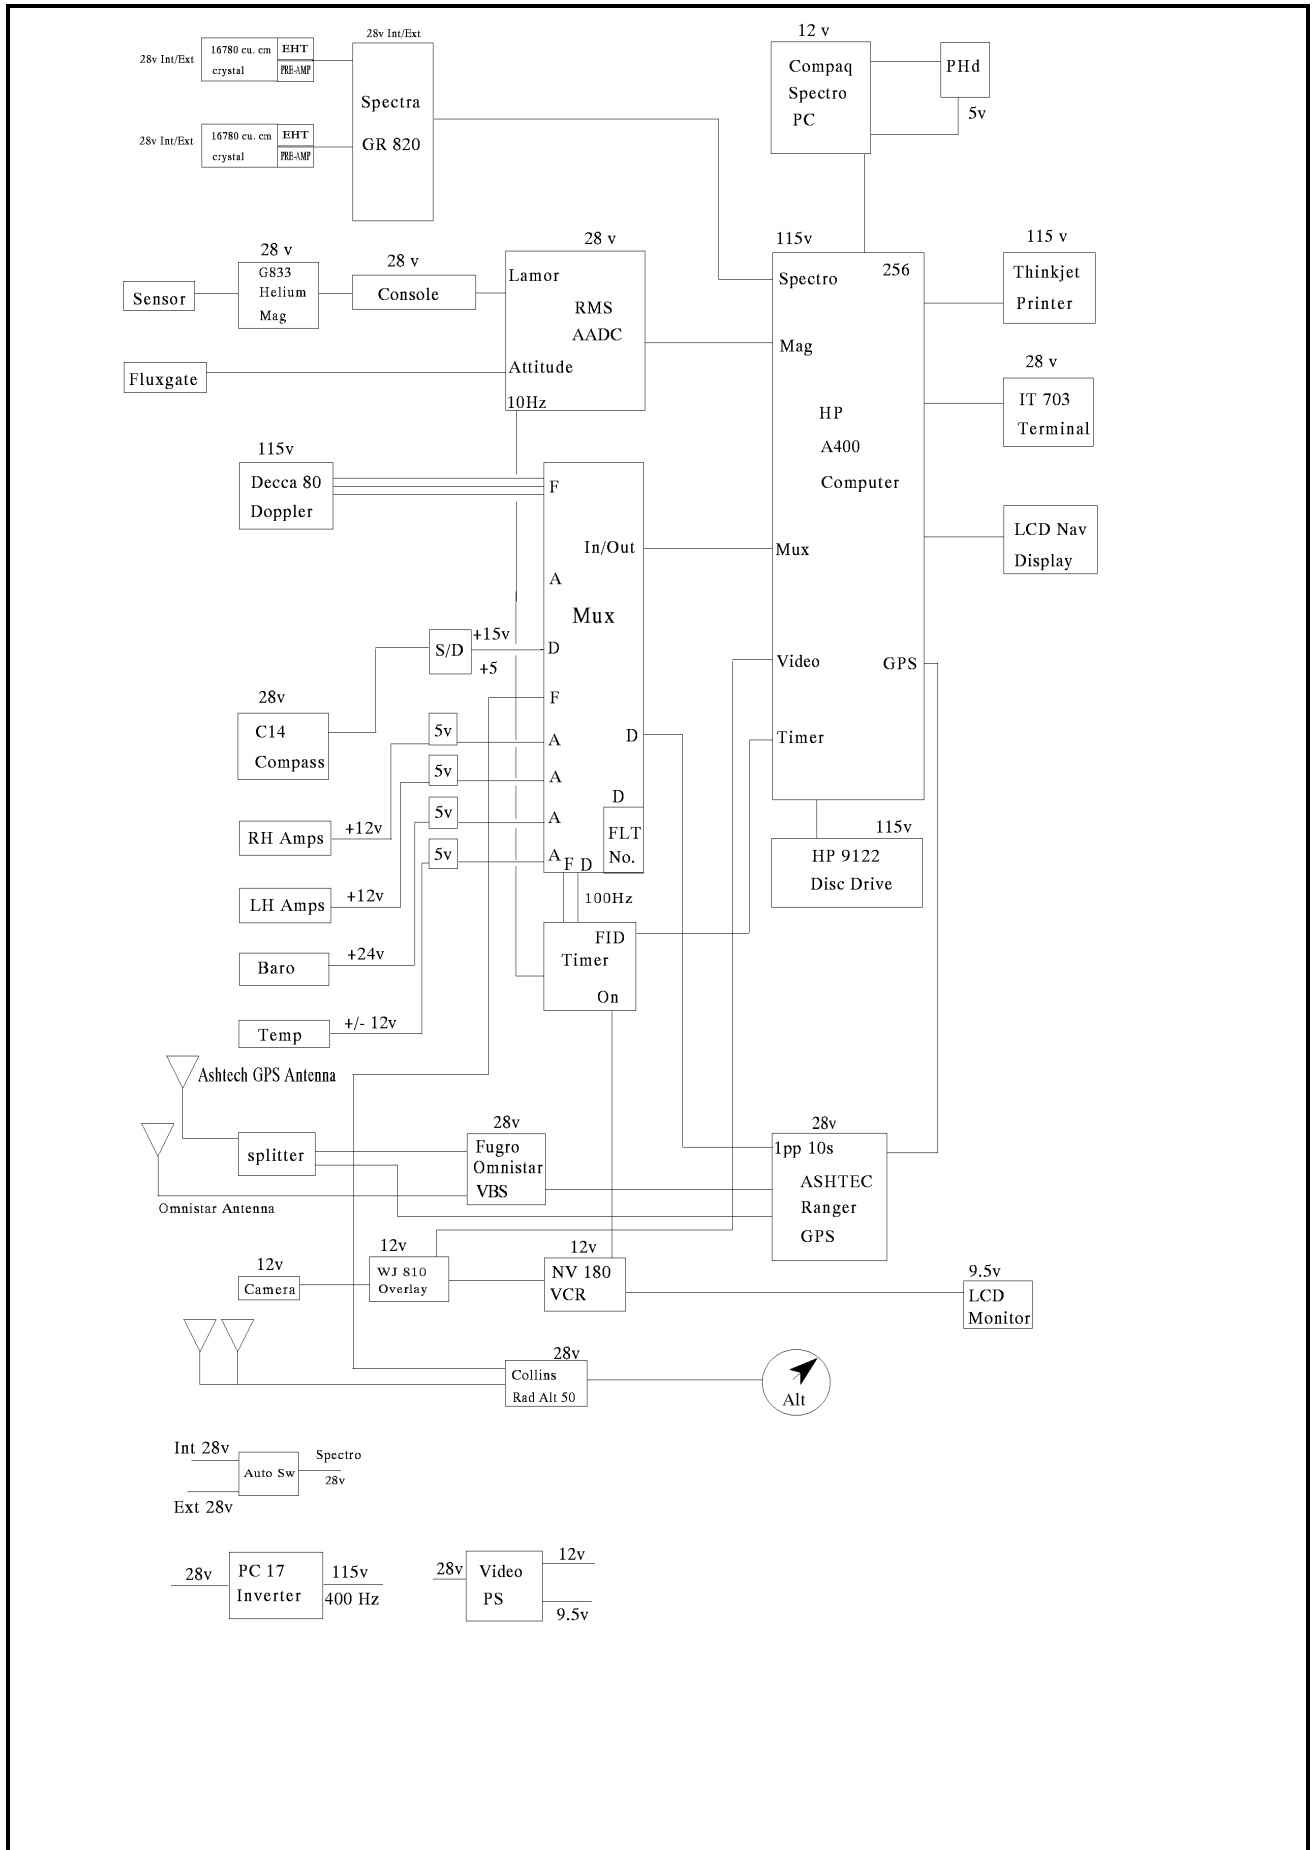 28v Int/Ext
16780 cu. cm
crystal
EHT
PRE-AMP
28v Int/Ext
16780 cu. cm
crystal
EHT
PRE-AMP
28v Int/Ext
Spectra
GR 820
12 v
Compaq
Spectro
PC
PHd
5v
Sensor
28 v
G833
Helium
Mag
28 v
Console
28 v
Lamor
RMS
AADC
Attitude
10Hz
Fluxgate
115v
256
Spectro
Mag
HP
A400
Computer
Mux
Video
GPS
Timer
115 v
Thinkjet
Printer
28 v
IT 703
Terminal
LCD Nav
Display
115v
HP 9122
Disc Drive
115v
Decca 80
Doppler
F
In/Out
A
Mux
D
F
A
D
A
D
A
FLT
No.
A
F D
100Hz
S/D
+15v
+5
28v
C14
Compass
5v
5v
5v
5v
RH Amps
+12v
LH Amps
+12v
Baro
+24v
Temp
+/- 12v
FID
Timer
On
Ashtech GPS Antenna
splitter
Omnistar Antenna
28v
Fugro
Omnistar
VBS
28v
1pp 10s
ASHTEC
Ranger
GPS
12v
Camera
12v
WJ 810
Overlay
12v
NV 180
VCR
9.5v
LCD
Monitor
28v
Collins
Rad Alt 50
Alt
Int 28v
Auto Sw
Spectro
28v
Ext 28v
28v
PC 17
Inverter
115v
400 Hz
28v
Video
PS
12v
9.5v